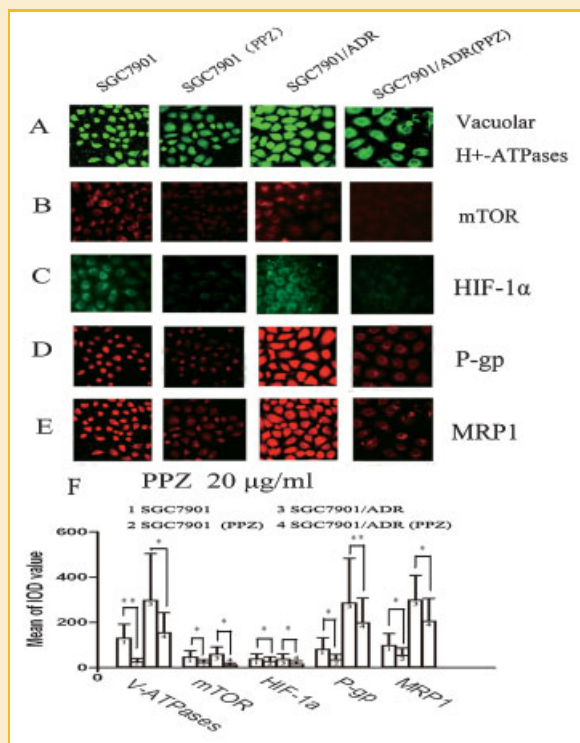 SGC7901
SGC7901 (PPZ)
SGC7901/ADR
SGC7901/ADR(PPZ)
A
Vacuolar
H+-ATPases
B
mTOR
C
HIF-1α
D
P-gp
E
MRP1
F
PPZ 20 μg/ml
1 SGC7901 3 SGC7901/ADR
2 SGC7901 (PPZ) 4 SGC7901/ADR (PPZ)
Mean of IOD value
600
400
200
0
0
** * * * * * * ** * *
V-ATPases
mTOR
HIF-1a
P-gp
MRP1